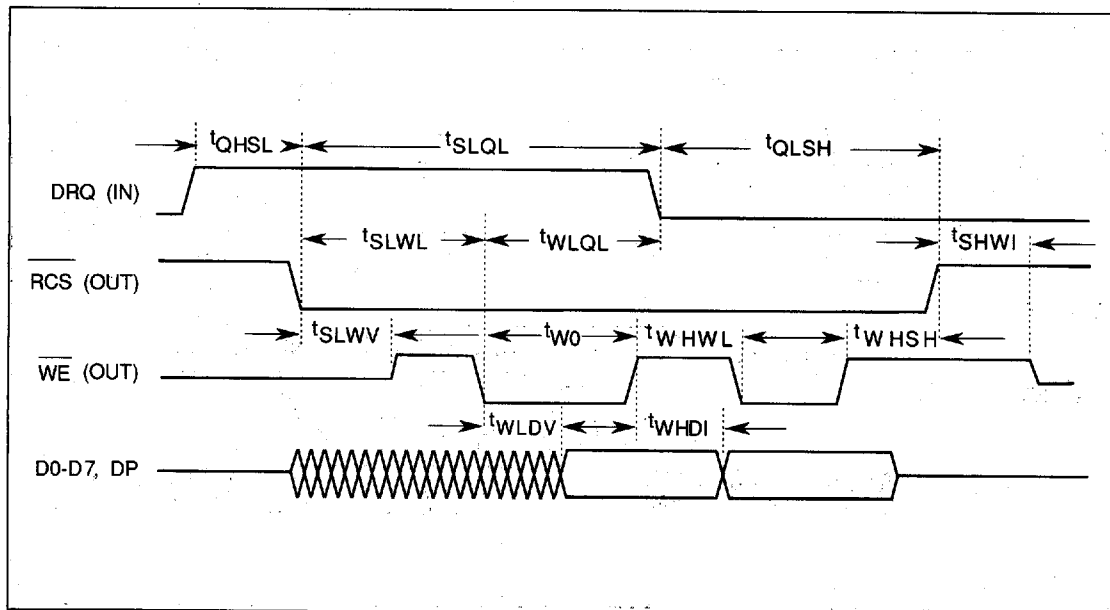 tQHSL tSLQL tQLSH
DRQ (IN)
tSLWL tWLQL tSHWI
RCS (OUT)
tSLWV tW0 tWHWL tWHSH
WE (OUT)
tWLDV tWHDI
D0-D7, DP